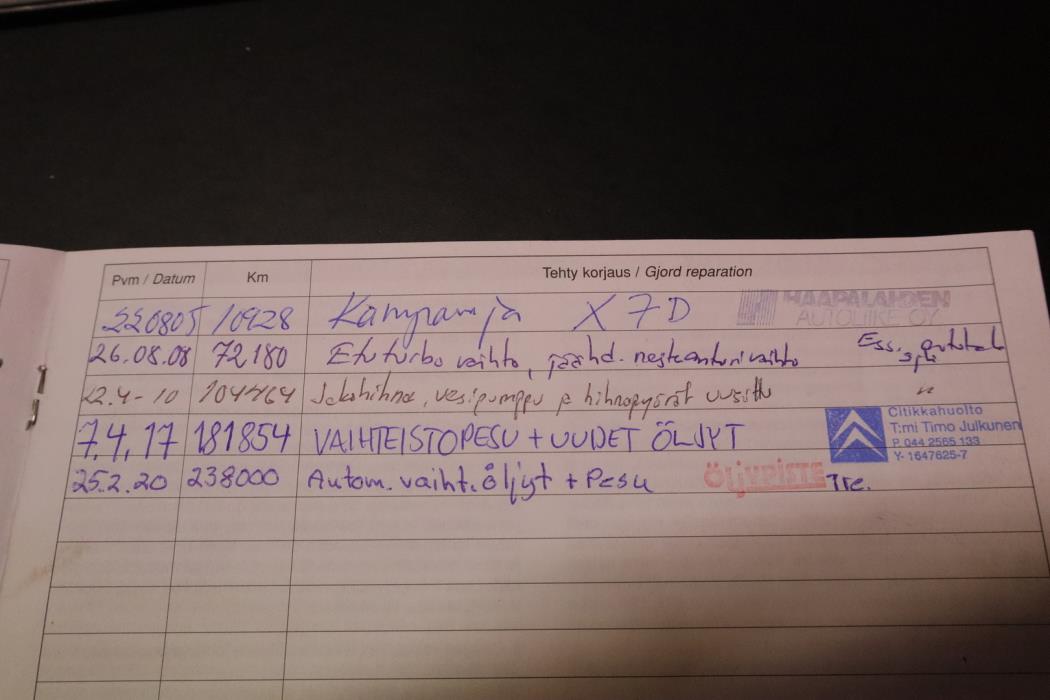 Pvm / Datum Km Tehty korjaus / Gjord reparation
220805 10928 Kampanja X7D HAAPALAHDEN
AUTOLIIKE OY
26.08.08 72180 Etuturbo vaihto, jäähd. nesteanturi vaihto Ess.
12.4-10 104464 Jakohihna, vesipumppu ja hihnapyörät uusittu
7.4.17 181854 VAIHTEISTOPESU + UUDET ÖLJYT
Citikkahuolto
T:mi Timo Julkunen
P. 044 2565 133
Y- 1647625-7
25.2.20 238000 Autom. vaiht. öljyt + Pesu ÖLJYPISTE Tre.